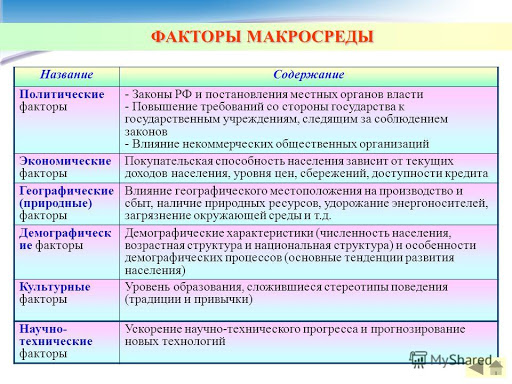 ФАКТОРЫ МАКРОСРЕДЫ
Название
Содержание
Политические
факторы
- Законы РФ и постановления местных органов власти
- Повышение требований со стороны государства к
государственным учреждениям, следящим за соблюдением
законов
- Влияние некоммерческих общественных организаций
Экономические
факторы
Покупательская способность населения зависит от текущих
доходов населения, уровня цен, сбережений, доступности кредита
Географические
(природные)
факторы
Влияние географического местоположения на производство и
сбыт, наличие природных ресурсов, удорожание энергоносителей,
загрязнение окружающей среды и т.д.
Демографическ
ие факторы
Демографические характеристики (численность населения,
возрастная структура и национальная структура) и особенности
демографических процессов (основные тенденции развития
населения)
Культурные
факторы
Уровень образования, сложившиеся стереотипы поведения
(традиции и привычки)
Научно-
технические
факторы
Ускорение научно-технического прогресса и прогнозирование
новых технологий
MyShared